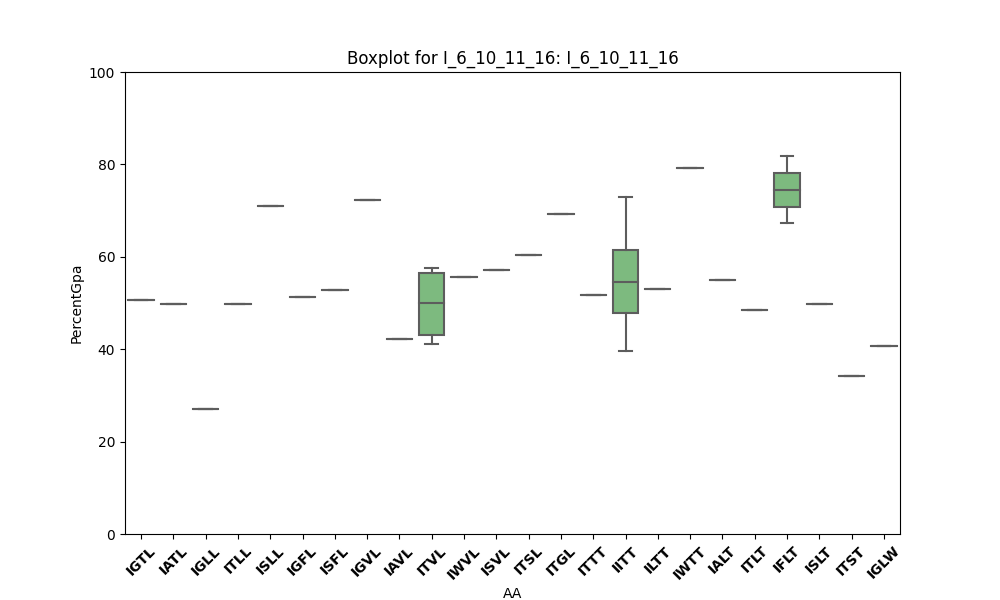 Boxplot for I_6_10_11_16: I_6_10_11_16
PercentGpa
100
80
60
40
20
0
IGTL IATL IGLL ITLL ISLL IGFL ISFL IGVL IAVL ITVL IWVL ISVL ITSL ITGL ITTT IITT ILTT IWTT IALT ITLT IFLT ISLT ITST IGLW
AA